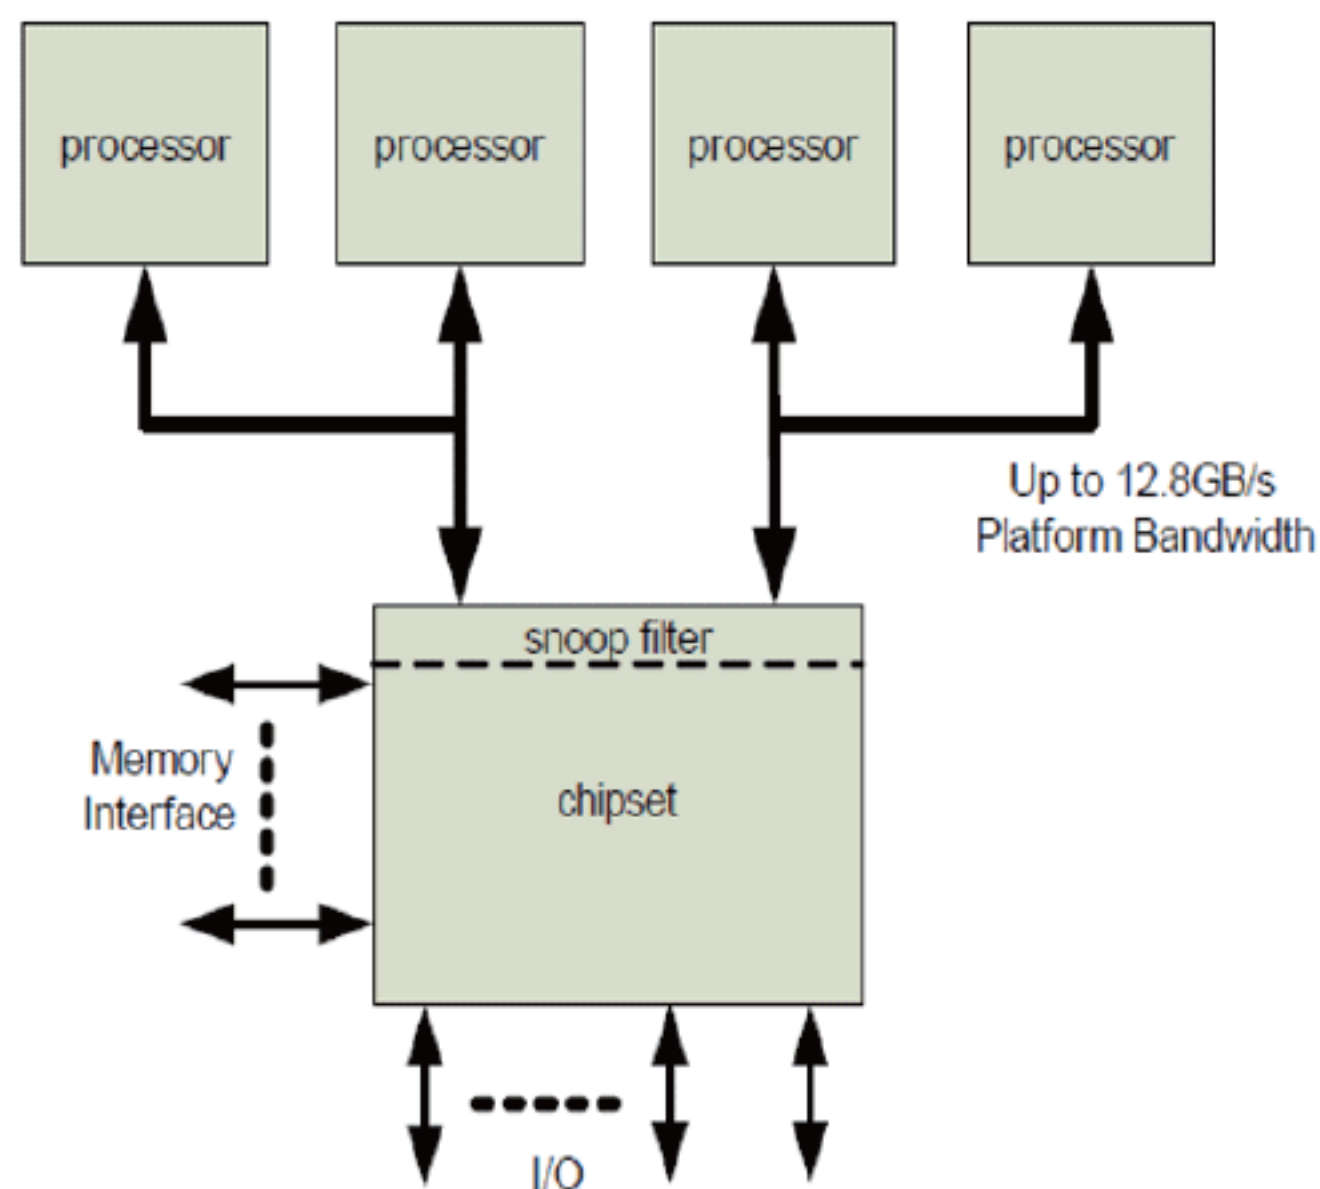 processor
processor
processor
processor
Up to 12.8GB/s
Platform Bandwidth
snoop filter
Memory
Interface
chipset
I/O